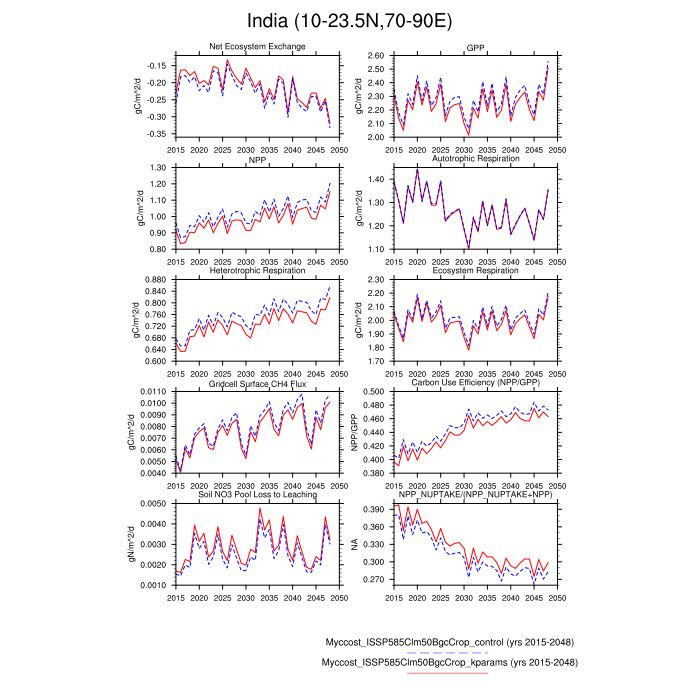 India (10-23.5N,70-90E)
Net Ecosystem Exchange
GPP
gC/m^2/d
-0.15
-0.20
-0.25
-0.30
-0.35
2015 2020 2025 2030 2035 2040 2045 2050
gC/m^2/d
2.60
2.50
2.40
2.30
2.20
2.10
2.00
2015 2020 2025 2030 2035 2040 2045 2050
NPP
Autotrophic Respiration
gC/m^2/d
1.30
1.20
1.10
1.00
0.90
0.80
2015 2020 2025 2030 2035 2040 2045 2050
gC/m^2/d
1.40
1.30
1.20
1.10
2015 2020 2025 2030 2035 2040 2045 2050
Heterotrophic Respiration
Ecosystem Respiration
gC/m^2/d
0.880
0.840
0.800
0.760
0.720
0.680
0.640
0.600
2015 2020 2025 2030 2035 2040 2045 2050
gC/m^2/d
2.30
2.20
2.10
2.00
1.90
1.80
1.70
2015 2020 2025 2030 2035 2040 2045 2050
Gridcell Surface CH4 Flux
Carbon Use Efficiency (NPP/GPP)
gC/m^2/d
0.0110
0.0100
0.0090
0.0080
0.0070
0.0060
0.0050
0.0040
2015 2020 2025 2030 2035 2040 2045 2050
NPP/GPP
0.500
0.480
0.460
0.440
0.420
0.400
0.380
2015 2020 2025 2030 2035 2040 2045 2050
Soil NO3 Pool Loss to Leaching
NPP_NUPTAKE/(NPP_NUPTAKE+NPP)
gN/m^2/d
0.0050
0.0040
0.0030
0.0020
0.0010
2015 2020 2025 2030 2035 2040 2045 2050
NA
0.390
0.360
0.330
0.300
0.270
2015 2020 2025 2030 2035 2040 2045 2050
Myccost_ISSP585Clm50BgcCrop_control (yrs 2015-2048)
Myccost_ISSP585Clm50BgcCrop_kparams (yrs 2015-2048)